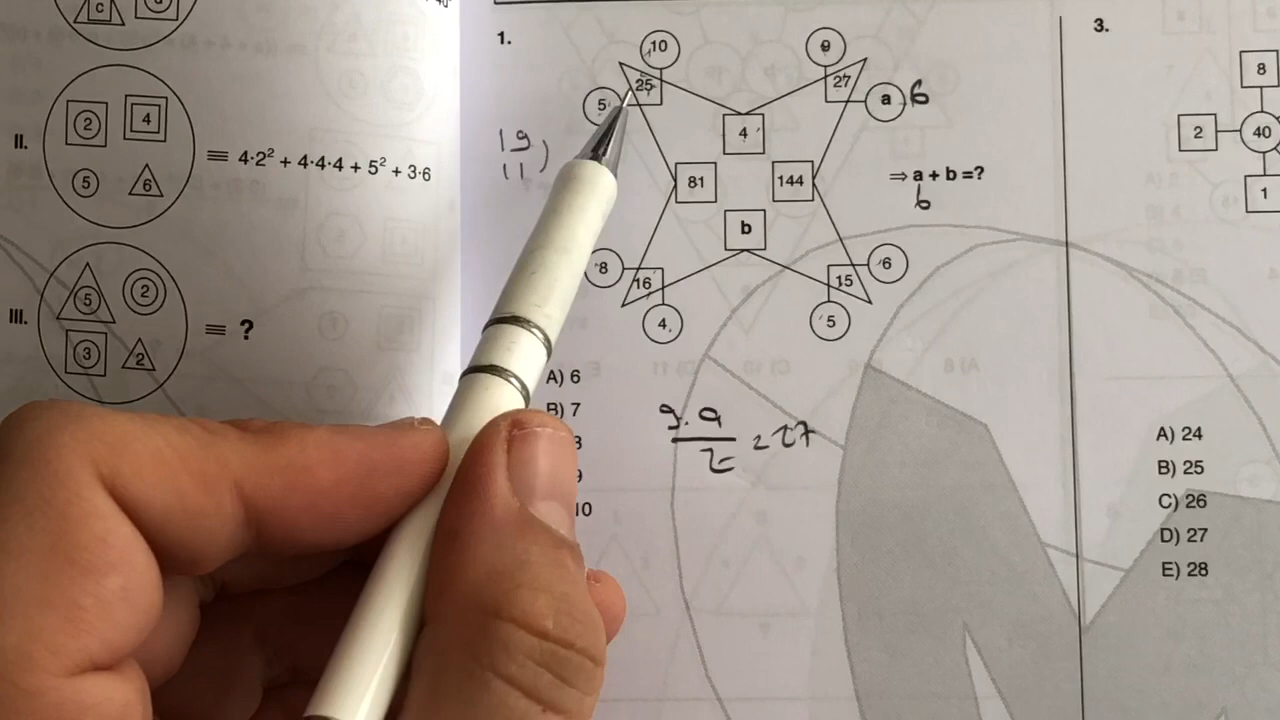 c
II.
2
4
5
6
≡ 4·2² + 4·4·4 + 5² + 3·6
III.
5
2
3
2
≡ ?
1.
10
9
25
27
5
a 6
4
19
11 )
81
144
⇒ a + b = ?
6
b
8
6
16
15
4
5
A) 6
B) 7
10
9.a
/2 = 27
3.
8
2
40
1
A) 24
B) 25
C) 26
D) 27
E) 28